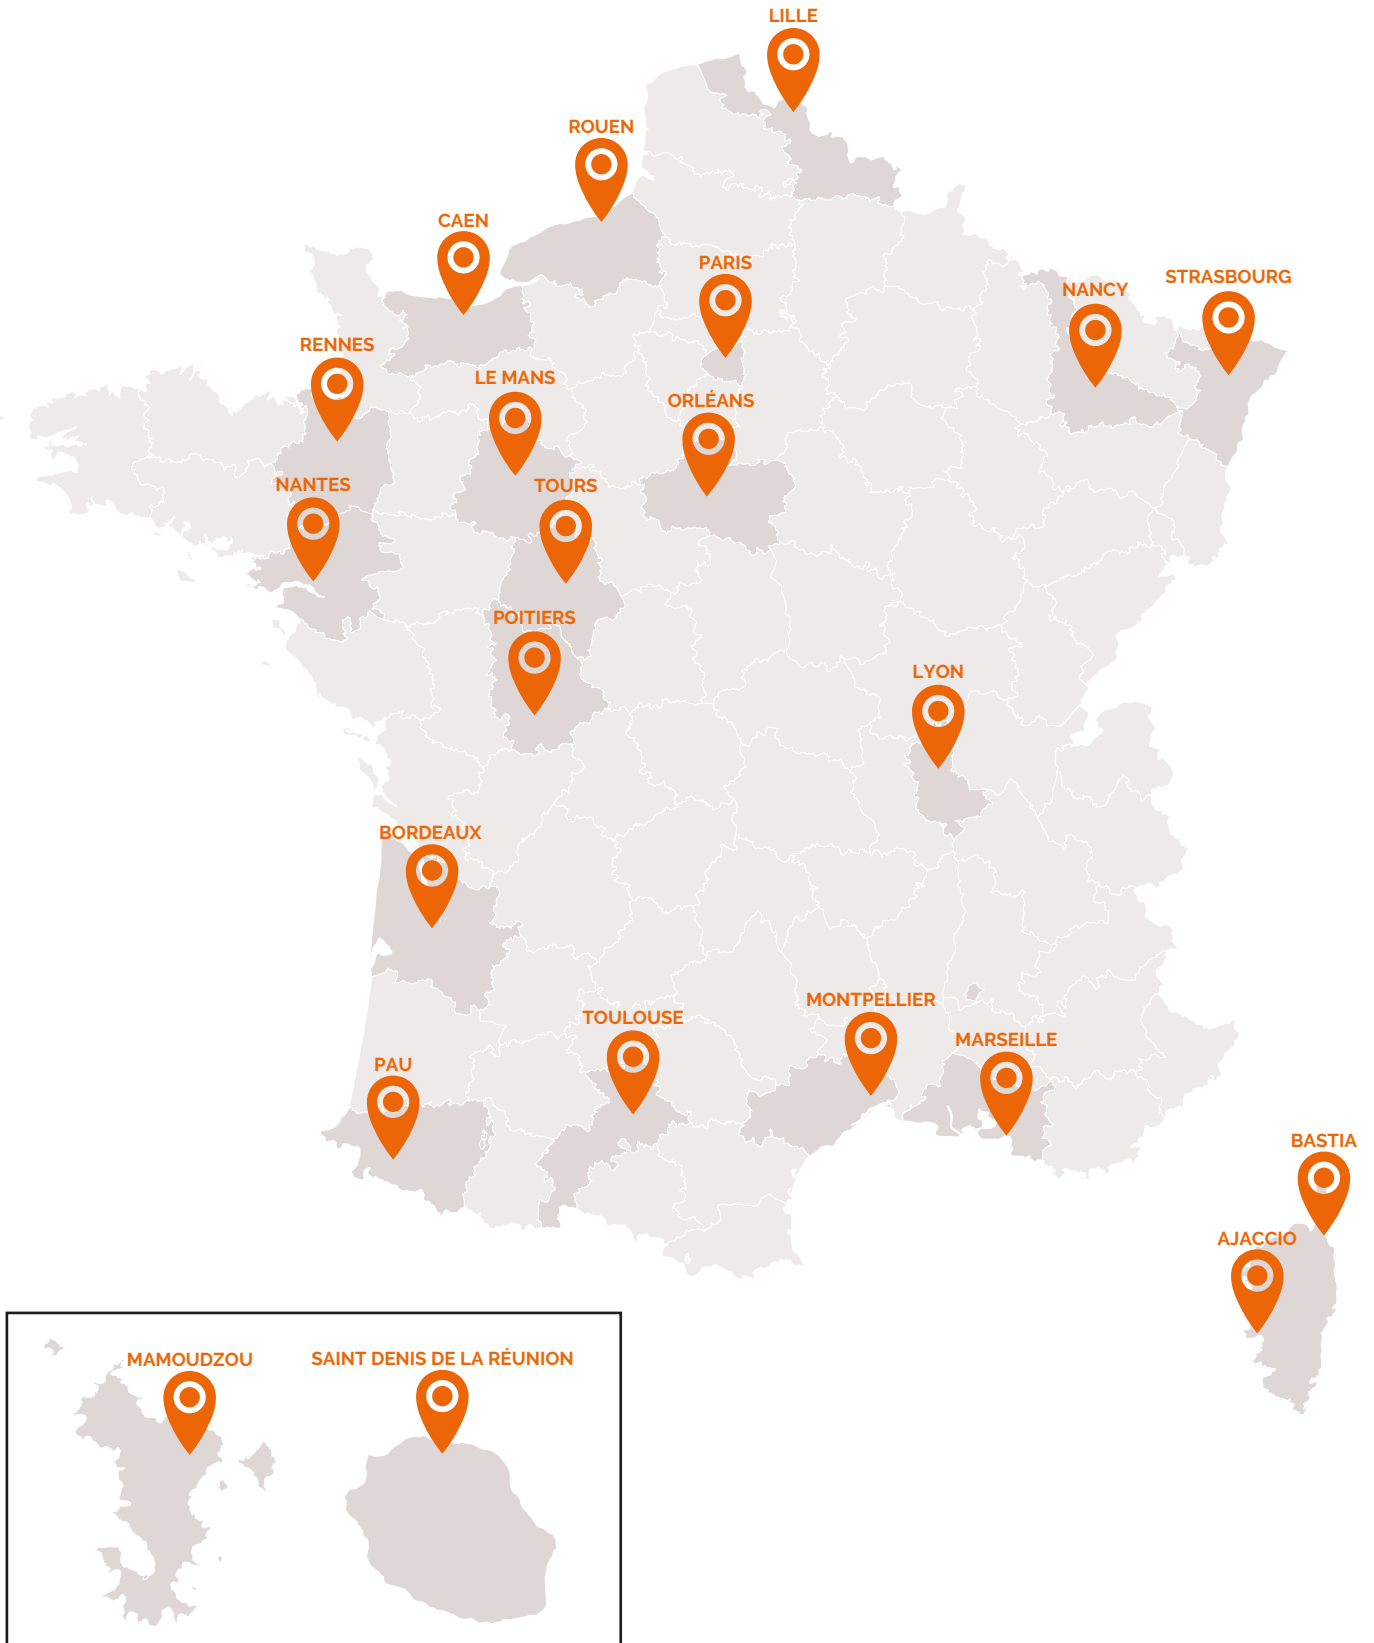 LILLE
ROUEN
CAEN
PARIS
STRASBOURG
NANCY
RENNES
LE MANS
ORLÉANS
NANTES
TOURS
POITIERS
LYON
BORDEAUX
MONTPELLIER
TOULOUSE
MARSEILLE
PAU
BASTIA
AJACCIO
MAMOUDZOU
SAINT DENIS DE LA RÉUNION